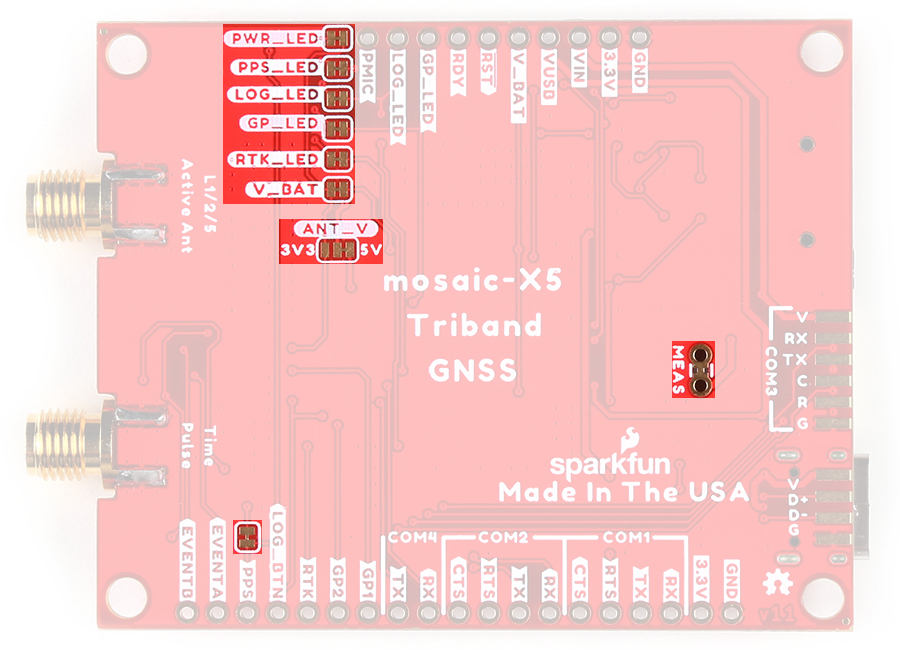 PWR_LED
PPS_LED
LOG_LED
GP_LED
RTK_LED
V_BAT
PMIC
LOG_LED
GP_LED
RDY
RST
V_BAT
VUSB
VIN
3.3V
GND
L1/2/5
Active Ant
ANT_V
3V3 5V
mosaic-X5
Triband
GNSS
MEAS
COM3
V
RX
TX
C
R
G
Time
Pulse
sparkfun
Made In The USA
V
D+
D-
G
COM4 COM2 COM1
EVENTB
EVENTA
PPS
LOG_BTN
RTK
GP2
GP1
TX
RX
CTS
RTS
TX
RX
CTS
RTS
TX
RX
3.3V
GND
v11